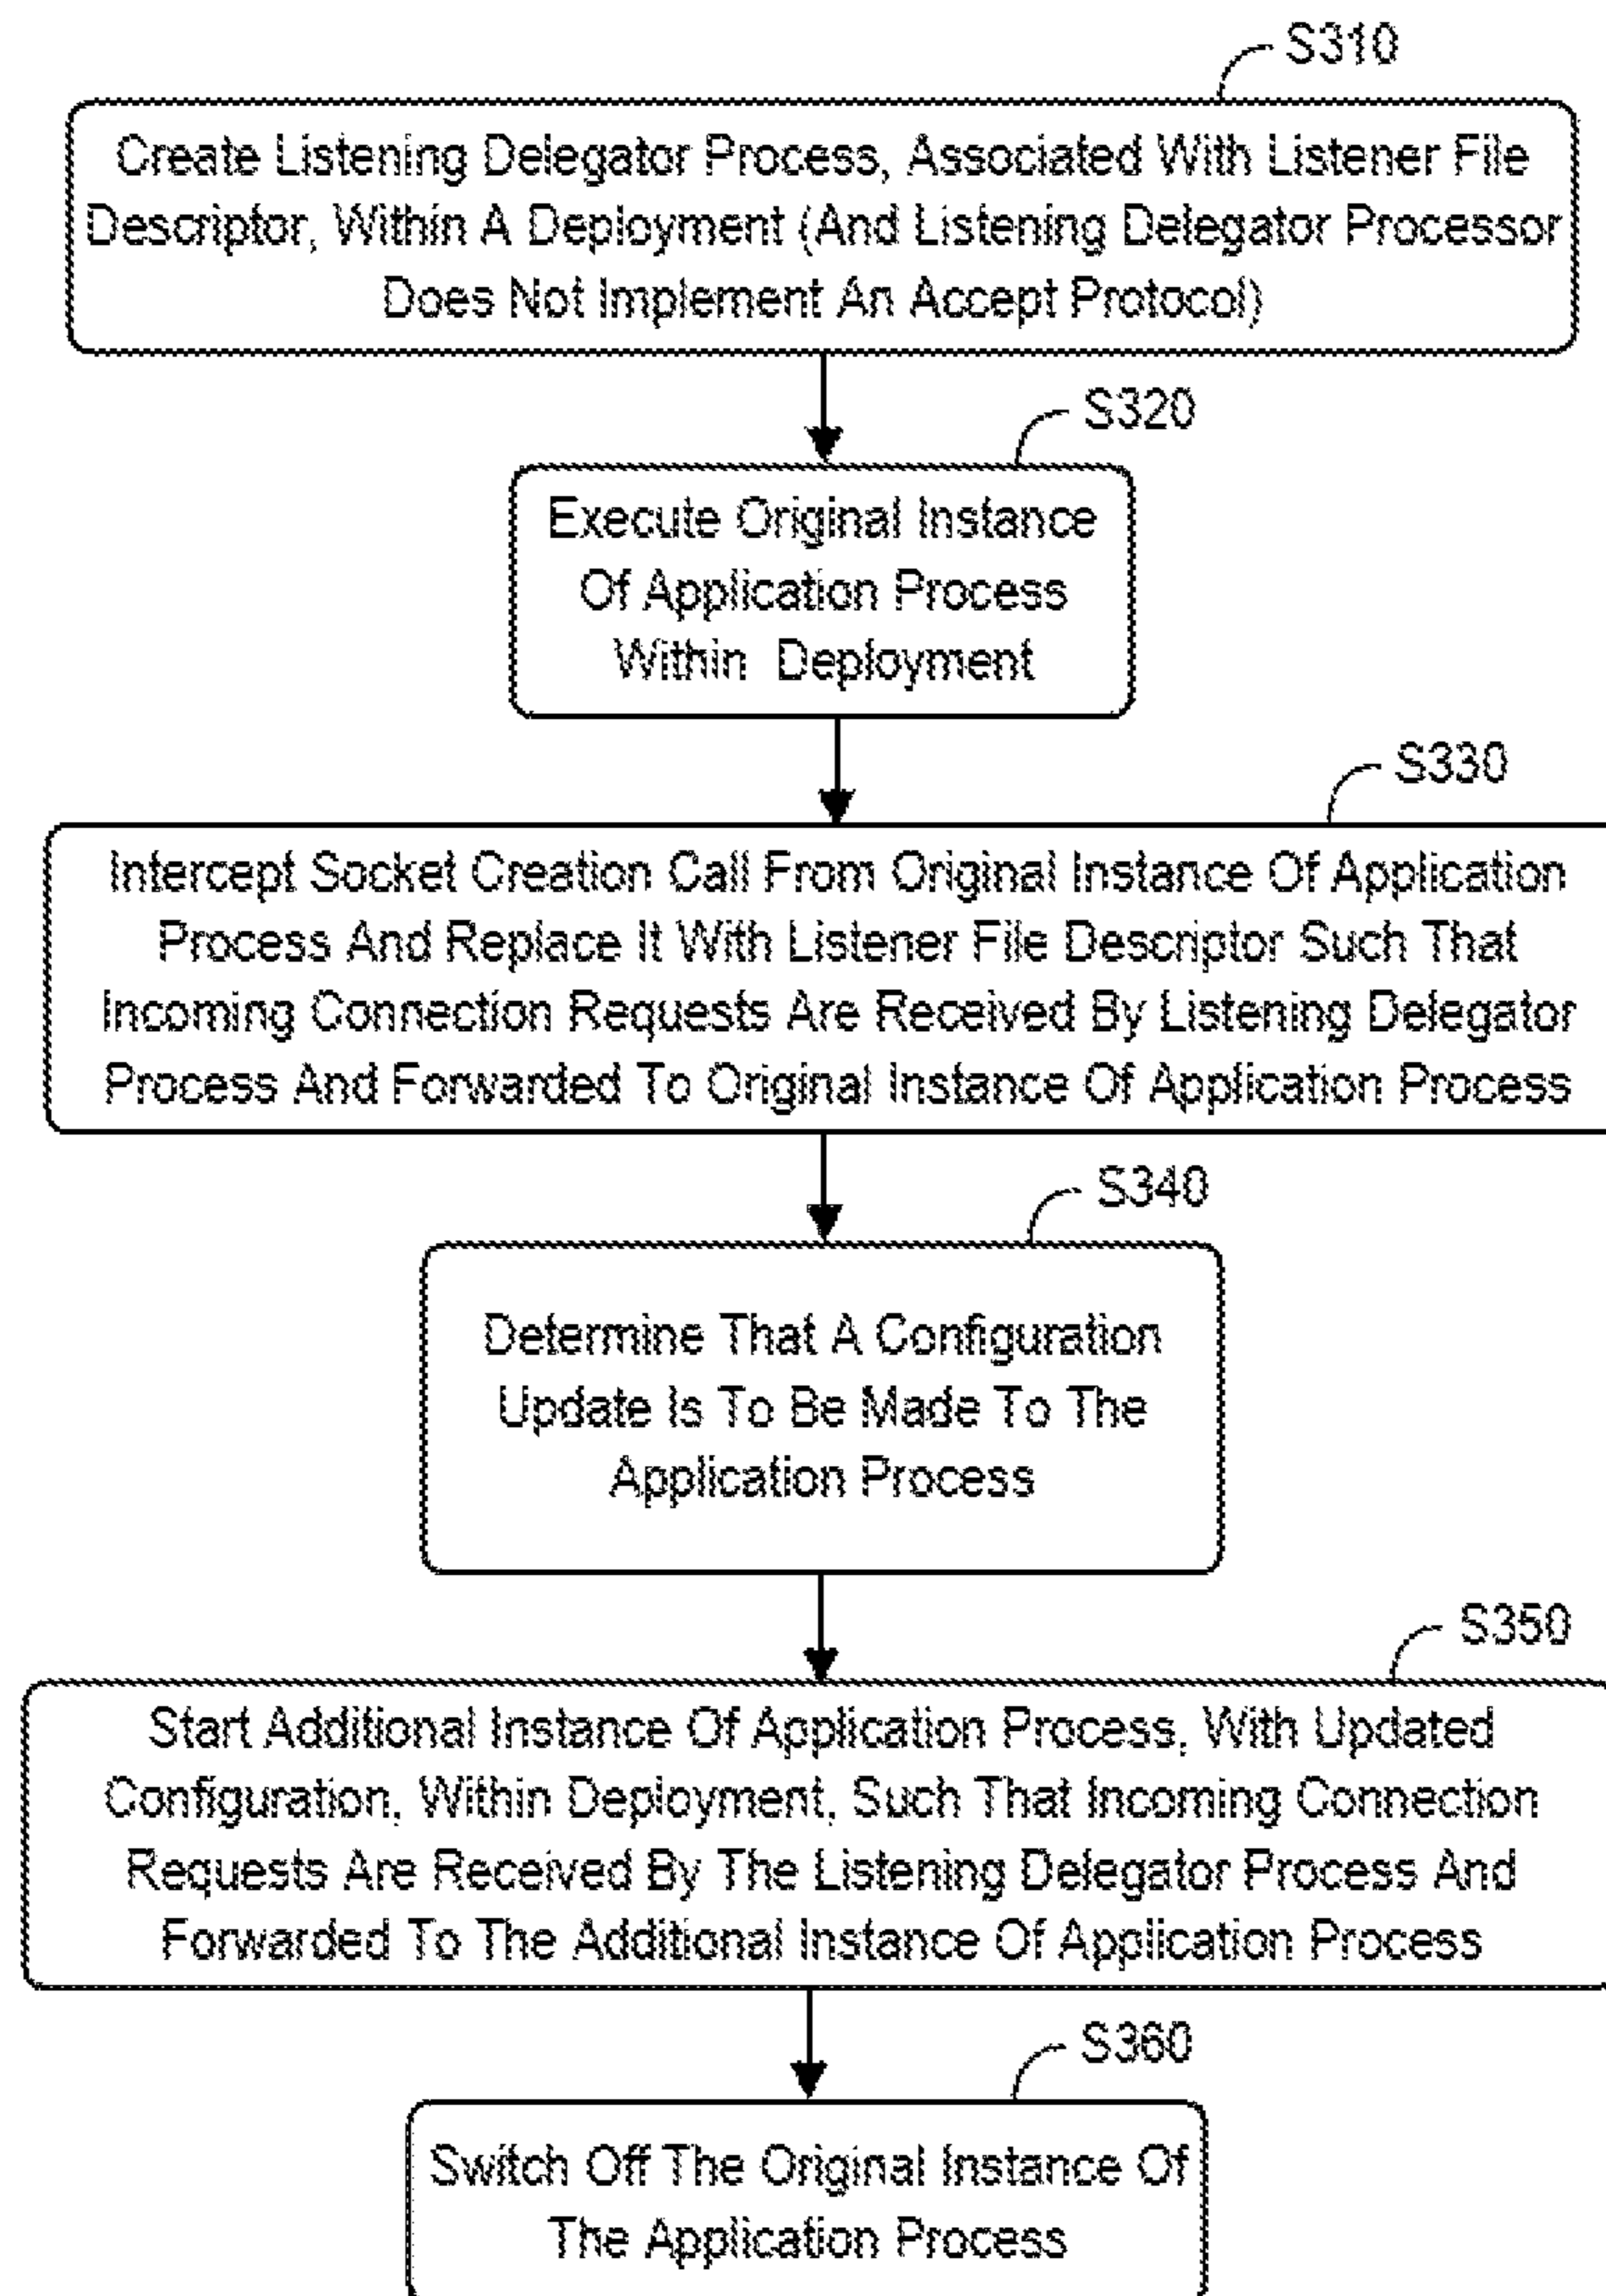 S310
Create Listening Delegator Process, Associated With Listener File
Descriptor, Within A Deployment (And Listening Delegator Processor
Does Not Implement An Accept Protocol)
S320
Execute Original Instance
Of Application Process
Within Deployment
S330
Intercept Socket Creation Call From Original Instance Of Application
Process And Replace It With Listener File Descriptor Such That
Incoming Connection Requests Are Received By Listening Delegator
Process And Forwarded To Original Instance Of Application Process
S340
Determine That A Configuration
Update Is To Be Made To The
Application Process
S350
Start Additional Instance Of Application Process, With Updated
Configuration, Within Deployment, Such That Incoming Connection
Requests Are Received By The Listening Delegator Process And
Forwarded To The Additional Instance Of Application Process
S360
Switch Off The Original Instance Of
The Application Process